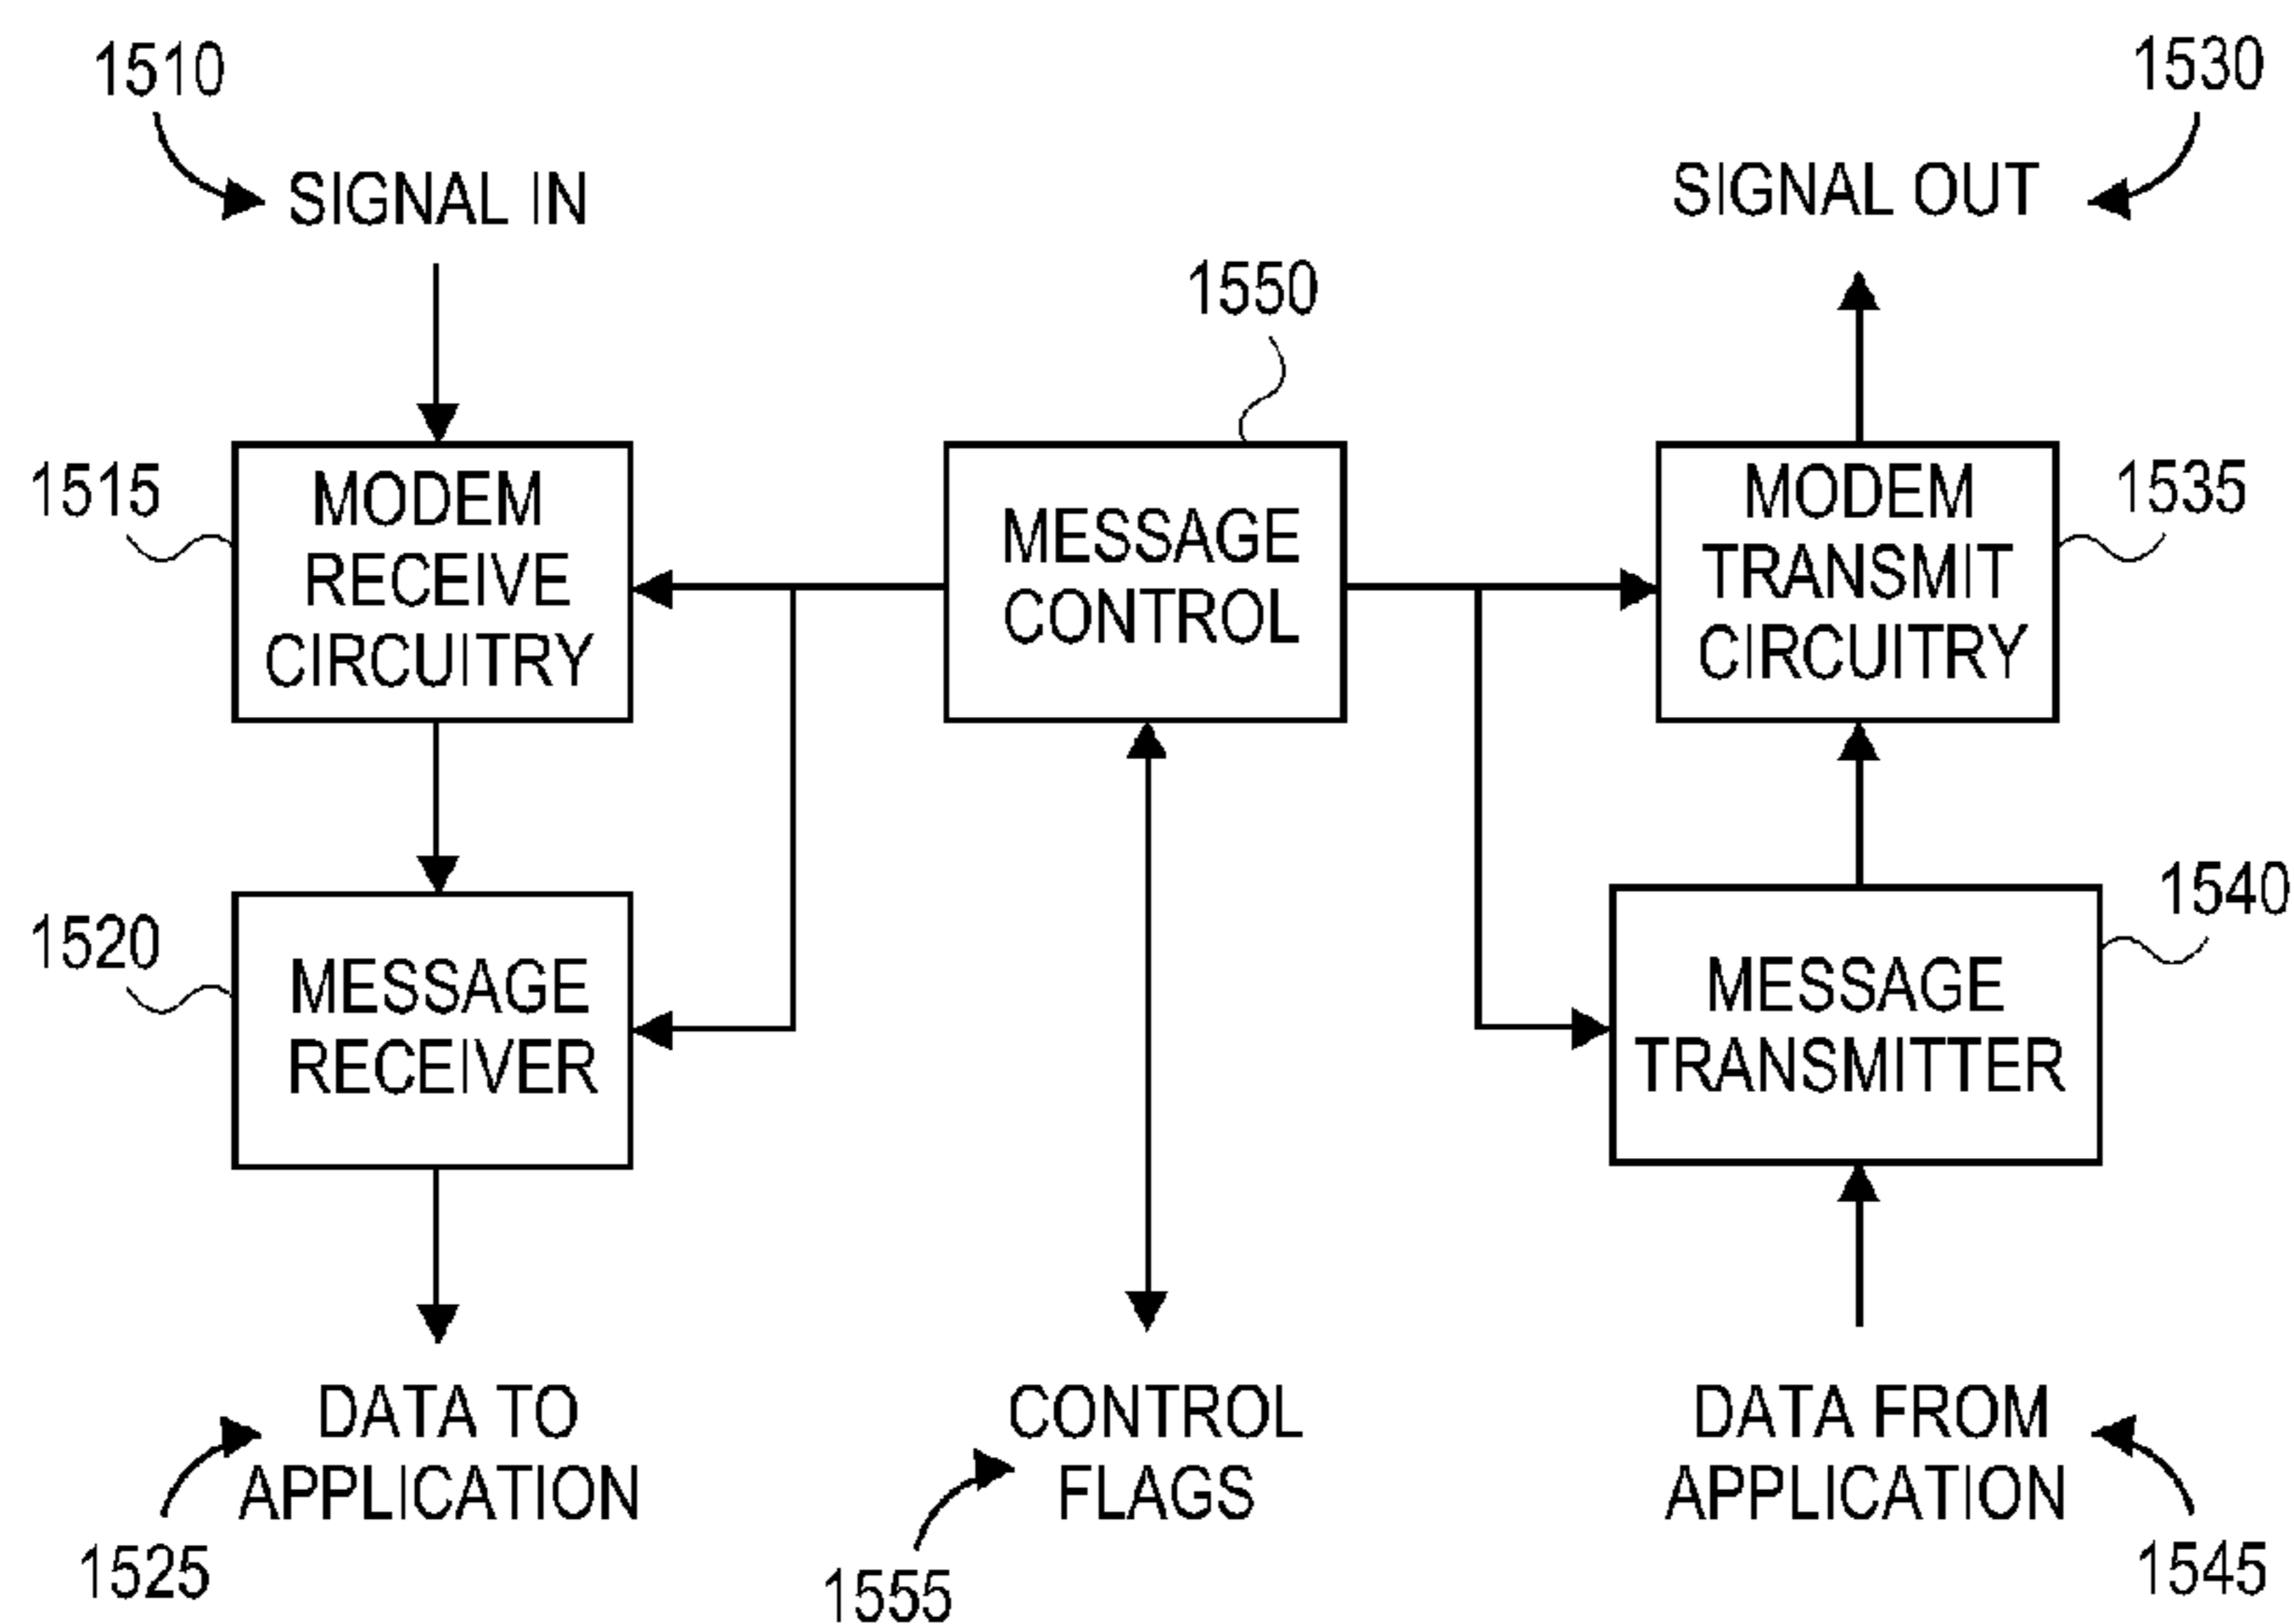 1510
1530
SIGNAL IN
SIGNAL OUT
1550
1515
MODEM
RECEIVE
CIRCUITRY
MESSAGE
CONTROL
MODEM
TRANSMIT
CIRCUITRY
1535
1520
MESSAGE
RECEIVER
MESSAGE
TRANSMITTER
1540
DATA TO
APPLICATION
CONTROL
FLAGS
DATA FROM
APPLICATION
1525
1555
1545